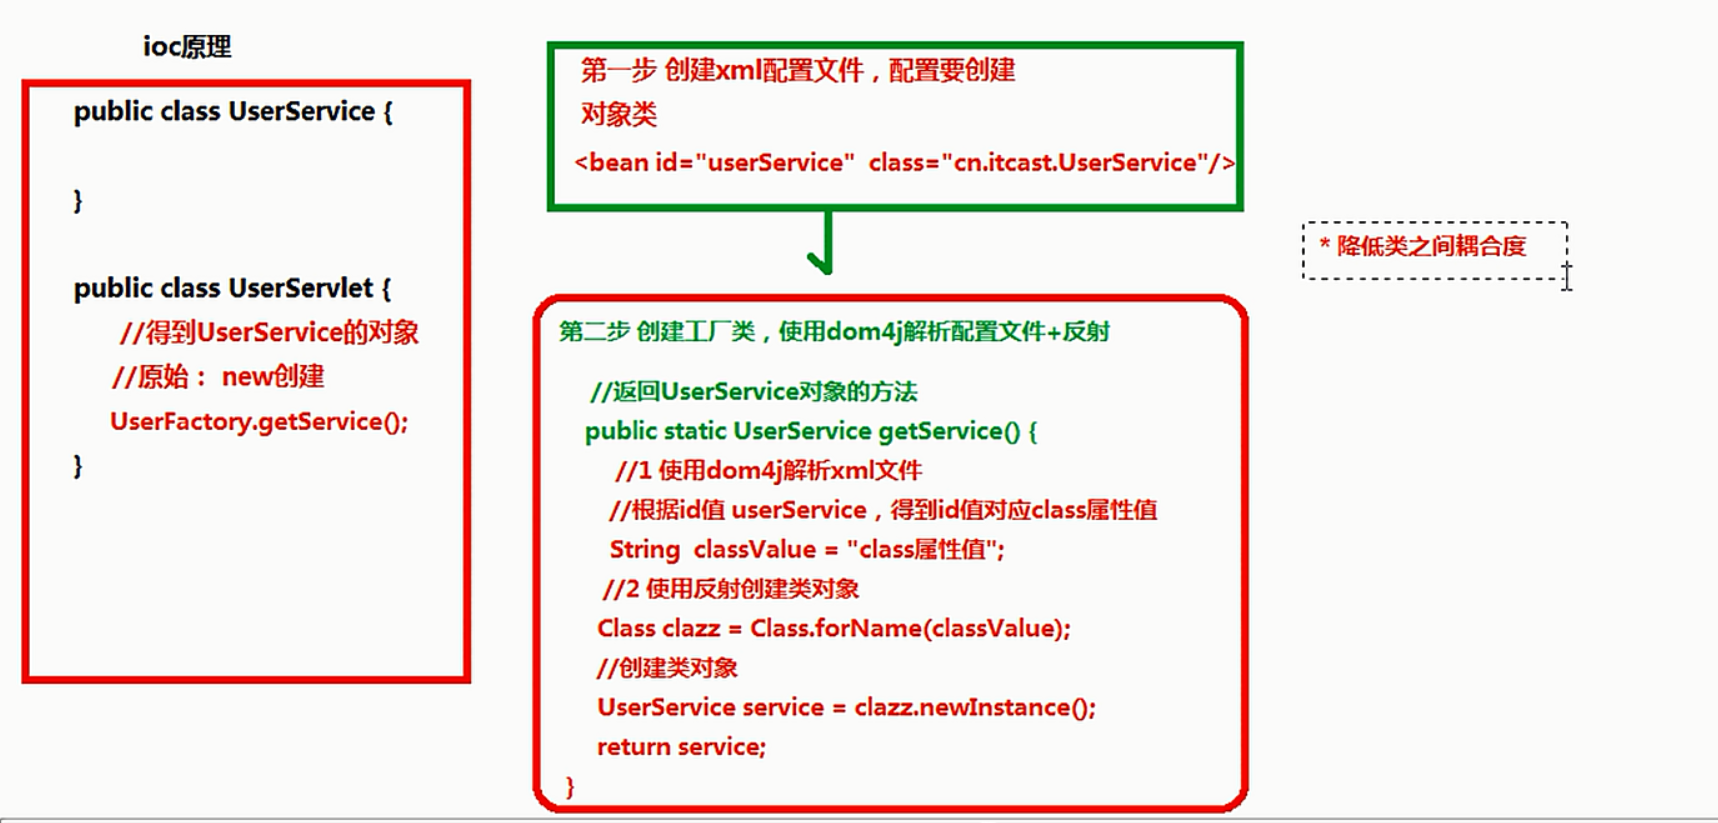 ioc原理
public class UserService {
}
public class UserServlet {
//得到UserService的对象
//原始： new创建
UserFactory.getService();
}
第一步 创建xml配置文件，配置要创建
对象类
<bean id="userService"  class="cn.itcast.UserService"/>
第二步 创建工厂类，使用dom4j解析配置文件+反射
//返回UserService对象的方法
public static UserService getService() {
//1 使用dom4j解析xml文件
//根据id值 userService，得到id值对应class属性值
String  classValue = "class属性值";
//2 使用反射创建类对象
Class clazz = Class.forName(classValue);
//创建类对象
UserService service = clazz.newInstance();
return service;
}
* 降低类之间耦合度